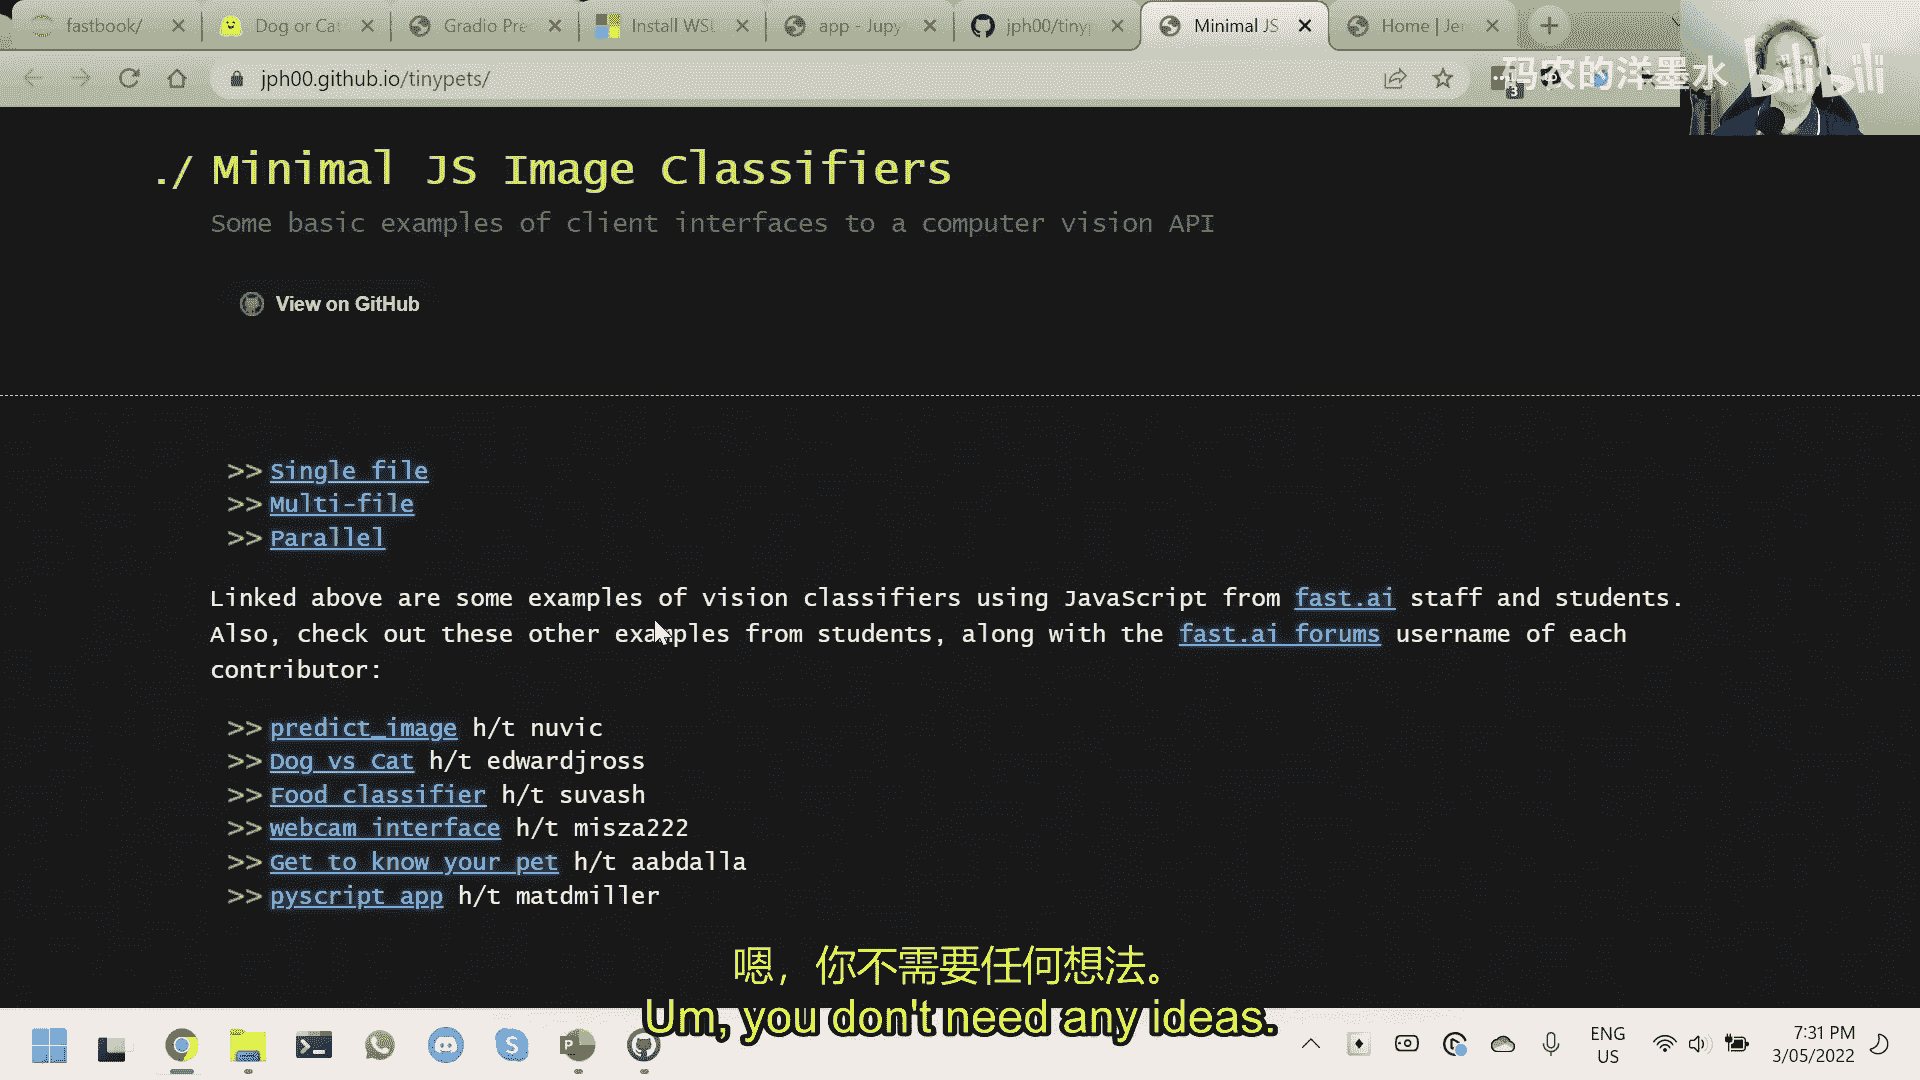 fastbook/
Dog or Cat
Gradio Pre
Install WSL
app - Jupy
jph00/tinyp
Minimal JS
Home | Jer
jph00.github.io/tinypets/
3
码农的洋墨水
bilibili
./ Minimal JS Image Classifiers
Some basic examples of client interfaces to a computer vision API
View on GitHub
>> Single file
>> Multi-file
>> Parallel
Linked above are some examples of vision classifiers using JavaScript from fast.ai staff and students.
Also, check out these other examples from students, along with the fast.ai forums username of each
contributor:
>> predict_image h/t nuvic
>> Dog vs Cat h/t edwardjross
>> Food classifier h/t suvash
>> webcam interface h/t misza222
>> Get to know your pet h/t aabdalla
>> pyscript app h/t matdmiller
嗯，你不需要任何想法。
Um, you don't need any ideas.
ENG
US
7:31 PM
3/05/2022